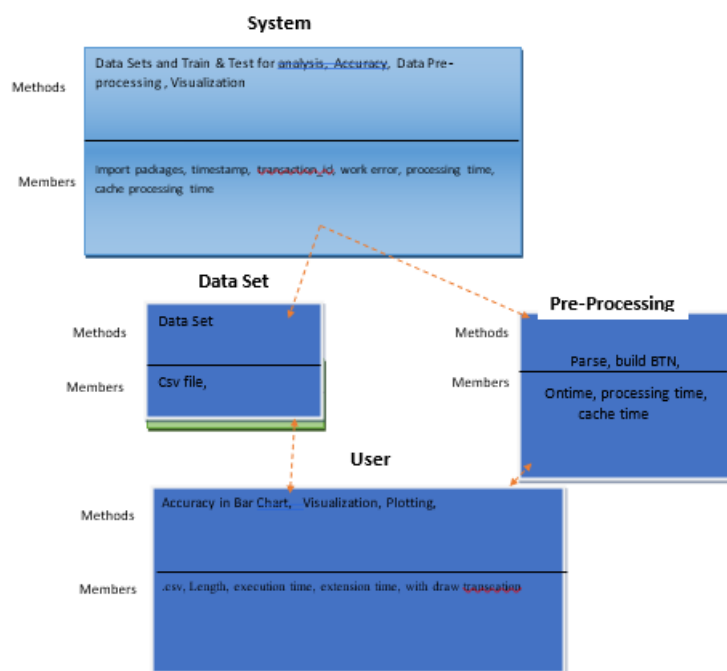 System
Methods
Data Sets and Train & Test for analysis, Accuracy, Data Pre-
processing , Visualization
Members
Import packages, timestamp, transaction_id, work error, processing time,
cache processing time
Data Set
Methods
Data Set
Members
Csv file,
Pre-Processing
Methods
Parse, build BTN,
Members
Ontime, processing time,
cache time
User
Methods
Accuracy in Bar Chart, Visualization, Plotting,
Members
.csv, Length, execution time, extension time, with draw transcation